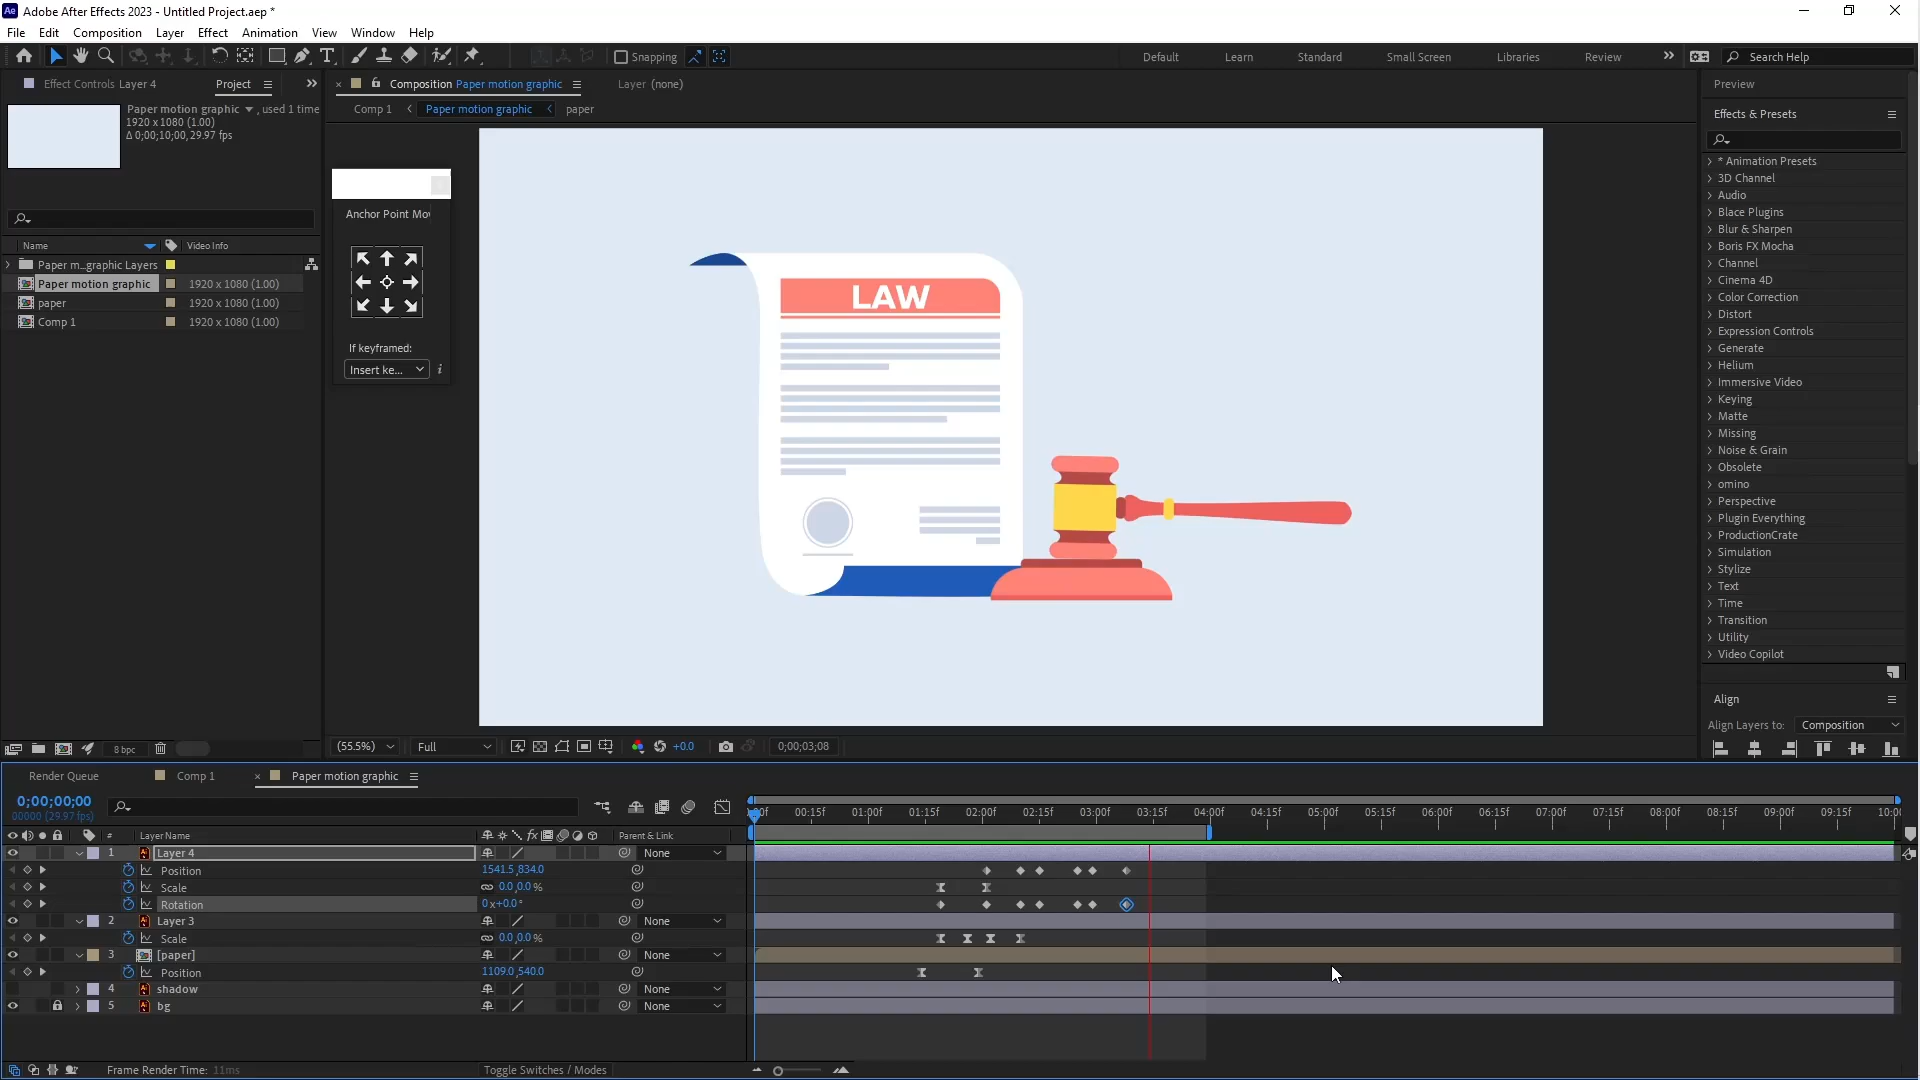 Adobe After Effects 2023 - Untitled Project.aep *
File Edit Composition Layer Effect Animation View Window Help
Snapping Default Learn Standard Small Screen Libraries Review Search Help
Effect Controls Layer 4 Project Composition Paper motion graphic Layer (none) Preview
Comp 1 Paper motion graphic paper
Paper motion graphic , used 1 time
1920 x 1080 (1.00)
Δ 0;00;10;00, 29.97 fps
Name Video Info
Paper m_graphic Layers
Paper motion graphic 1920 x 1080 (1.00)
paper 1920 x 1080 (1.00)
Comp 1 1920 x 1080 (1.00)
8 bpc
Anchor Point Mov
If keyframed:
Insert ke...
LAW
(55.5%) Full +0.0 0;00;03;08
Effects & Presets
* Animation Presets
3D Channel
Audio
Blace Plugins
Blur & Sharpen
Boris FX Mocha
Channel
Cinema 4D
Color Correction
Distort
Expression Controls
Generate
Helium
Immersive Video
Keying
Matte
Missing
Noise & Grain
Obsolete
omino
Perspective
Plugin Everything
ProductionCrate
Simulation
Stylize
Text
Time
Transition
Utility
Video Copilot
Align
Align Layers to: Composition
Render Queue Comp 1 Paper motion graphic
0;00;00;00
00000 (29.97 fps)
00:15f 01:00f 01:15f 02:00f 02:15f 03:00f 03:15f 04:00f 04:15f 05:00f 05:15f 06:00f 06:15f 07:00f 07:15f 08:00f 08:15f 09:00f 09:15f 10:0
# Layer Name fx Parent & Link
1 Layer 4 None
Position 1541.5,834.0
Scale 0.0,0.0%
Rotation 0x+0.0°
2 Layer 3 None
Scale 0.0,0.0%
3 [paper] None
Position 1109.0,540.0
4 shadow None
5 bg None
Frame Render Time: 11ms Toggle Switches / Modes